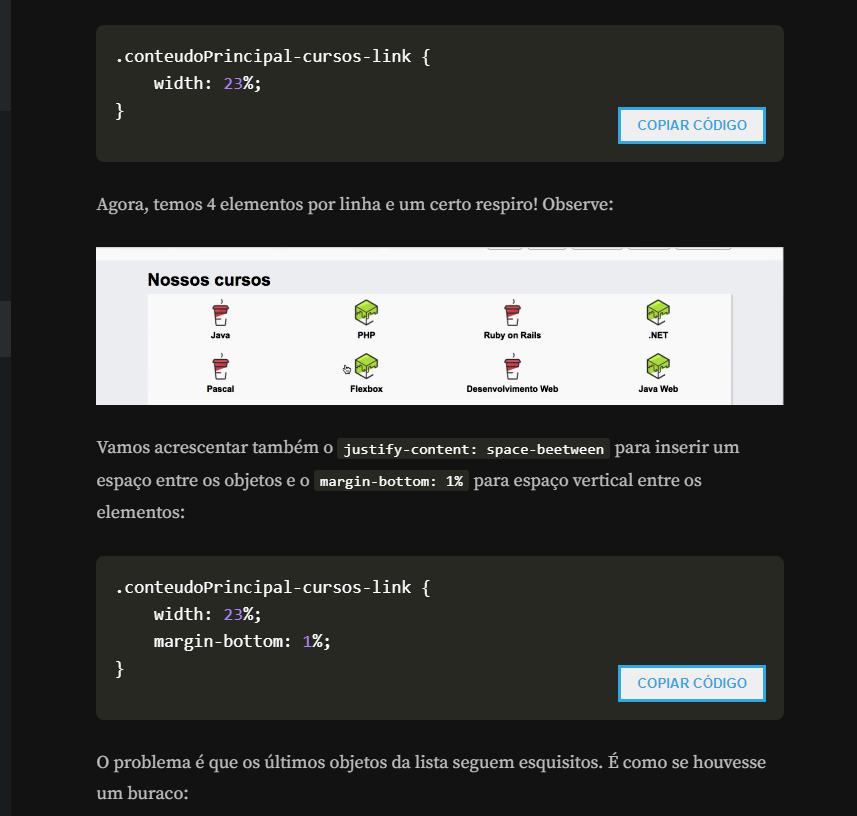 .conteudoPrincipal-cursos-link {
    width: 23%;
}
COPIAR CÓDIGO
Agora, temos 4 elementos por linha e um certo respiro! Observe:
Nossos cursos
Java PHP Ruby on Rails .NET
Pascal Flexbox Desenvolvimento Web Java Web
Vamos acrescentar também o justify-content: space-beetween para inserir um
espaço entre os objetos e o margin-bottom: 1% para espaço vertical entre os
elementos:
.conteudoPrincipal-cursos-link {
    width: 23%;
    margin-bottom: 1%;
}
COPIAR CÓDIGO
O problema é que os últimos objetos da lista seguem esquisitos. É como se houvesse
um buraco: